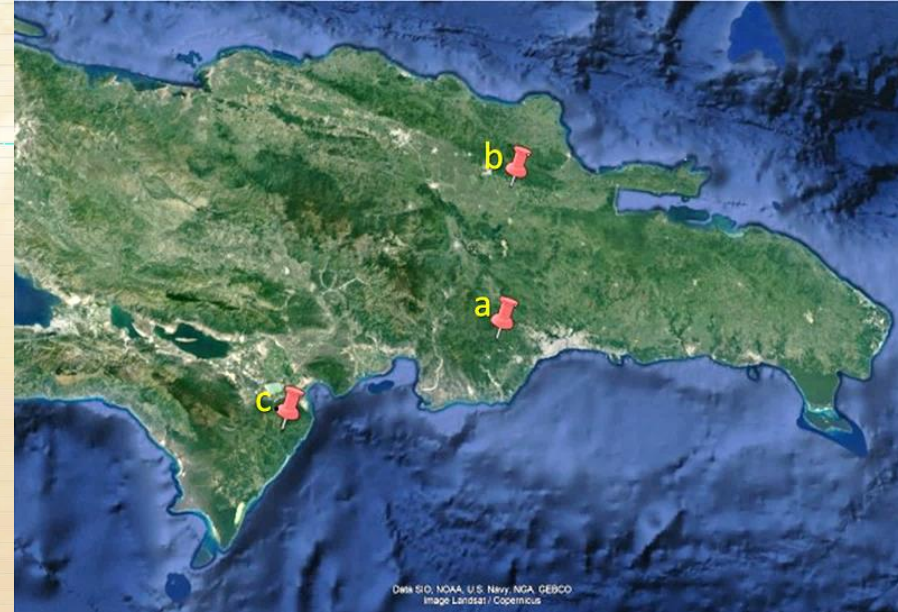 b
a
c
Data SIO, NOAA, U.S. Navy, NGA, GEBCO
Image Landsat / Copernicus